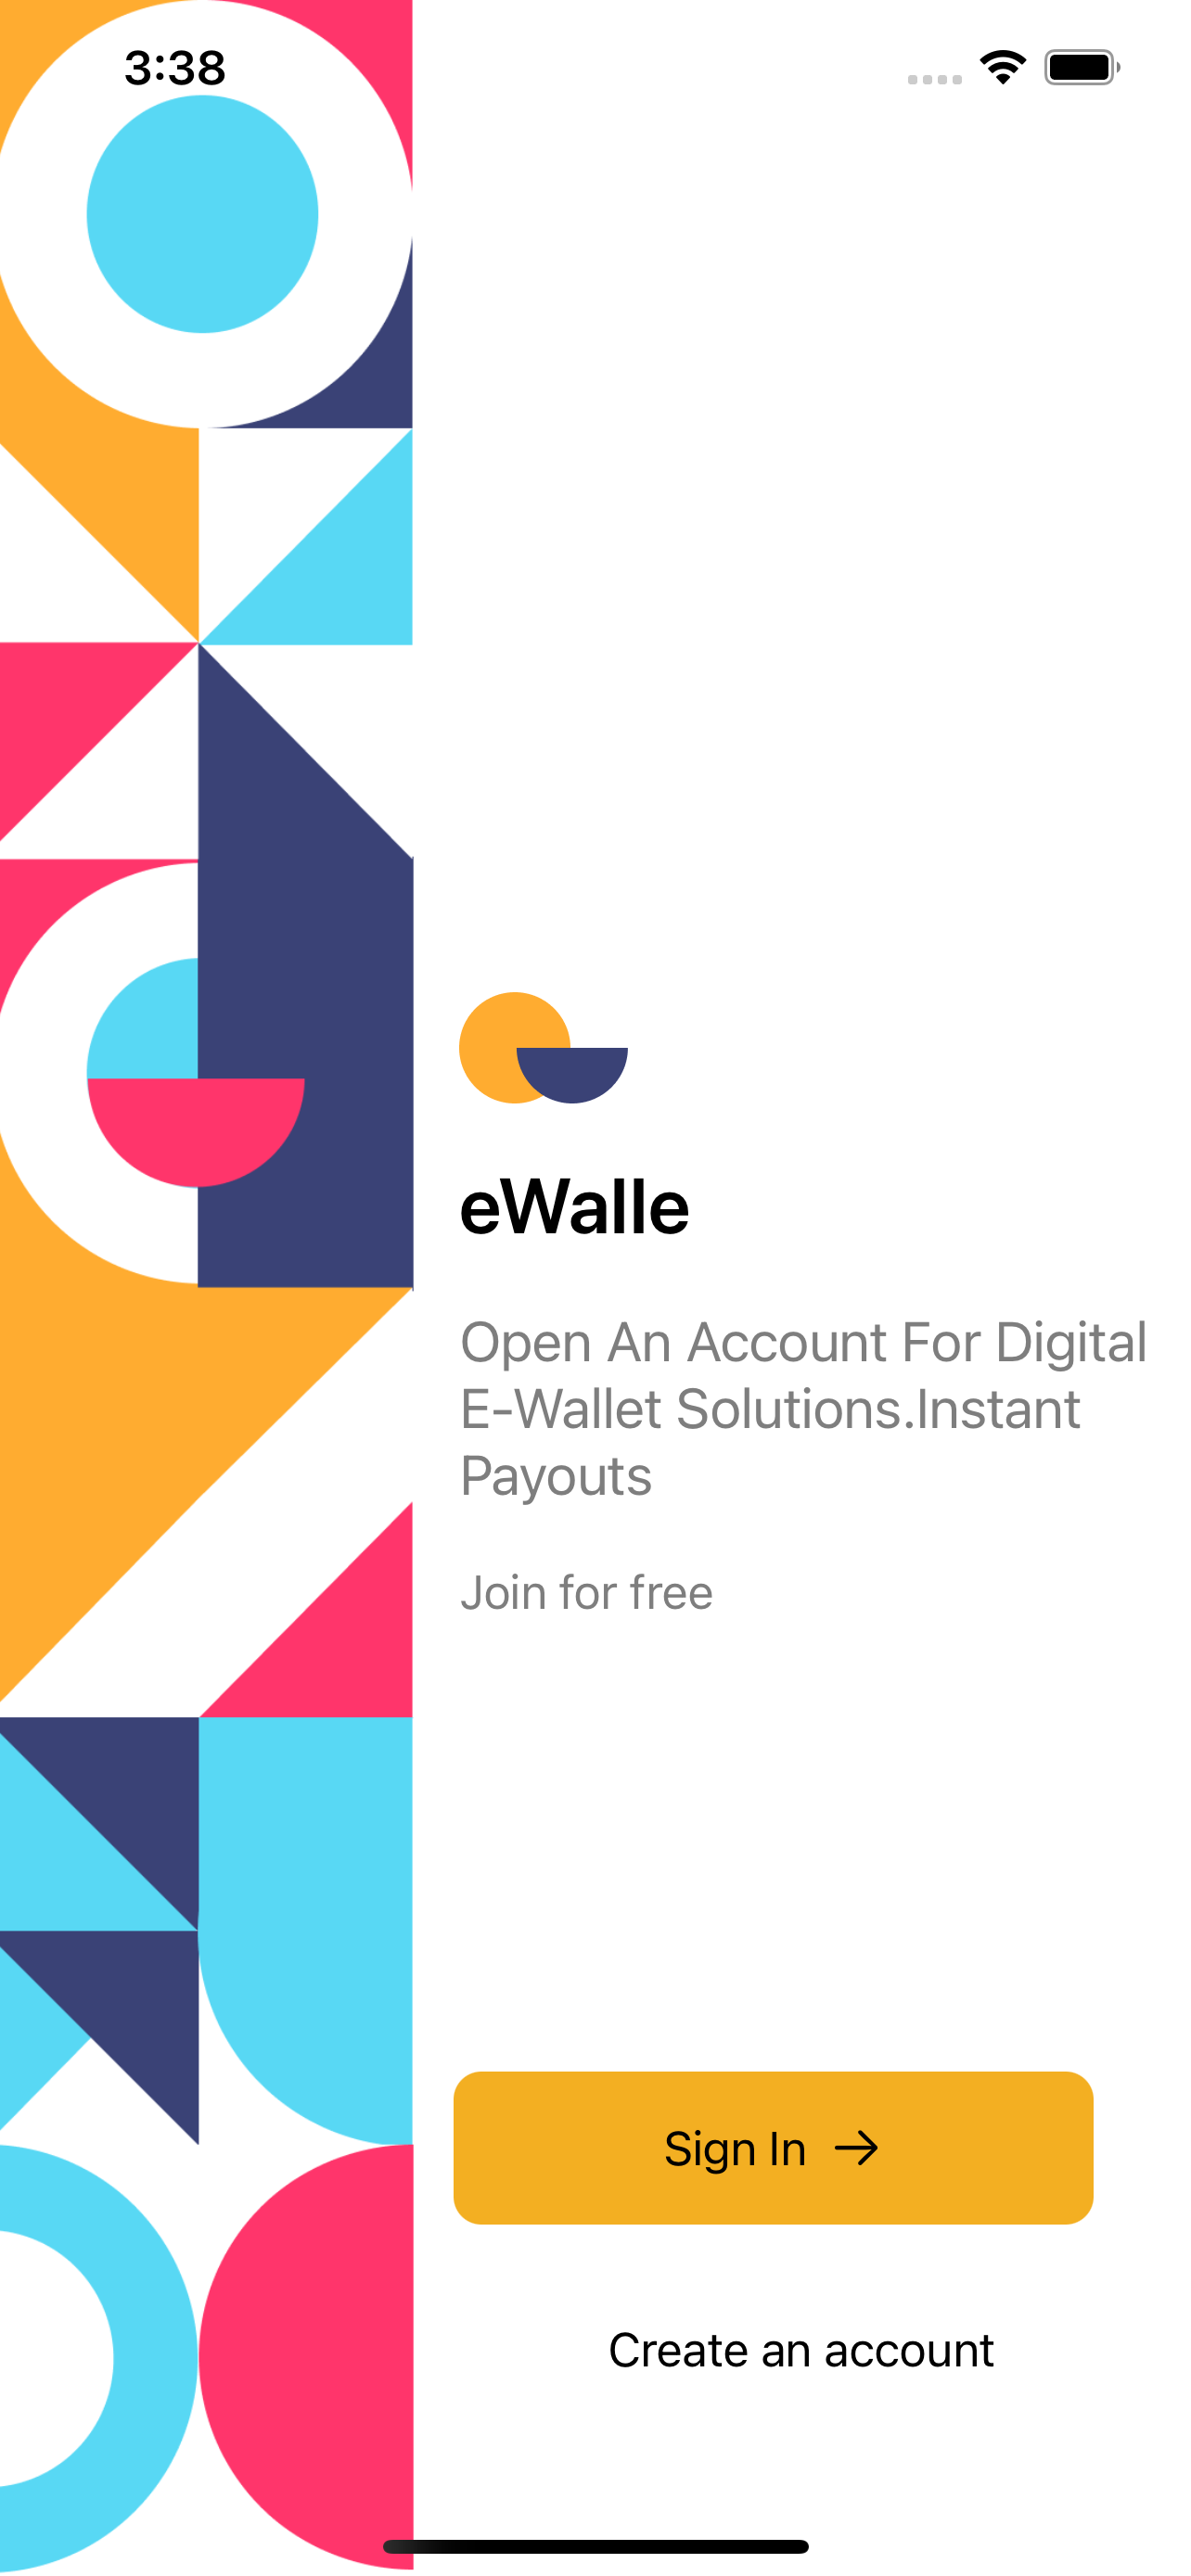 3:38
eWalle
Open An Account For Digital
E-Wallet Solutions.Instant
Payouts
Join for free
Sign In
Create an account